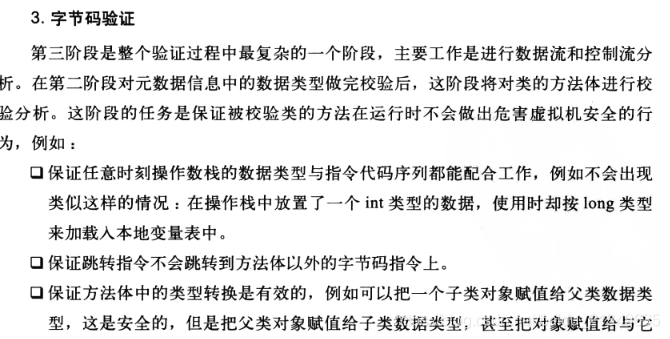 3. 字节码验证
第三阶段是整个验证过程中最复杂的一个阶段，主要工作是进行数据流和控制流分
析。在第二阶段对元数据信息中的数据类型做完校验后，这阶段将对类的方法体进行校
验分析。这阶段的任务是保证被校验类的方法在运行时不会做出危害虚拟机安全的行
为，例如：
❑ 保证任意时刻操作数栈的数据类型与指令代码序列都能配合工作，例如不会出现
类似这样的情况：在操作栈中放置了一个 int 类型的数据，使用时却按 long 类型
来加载入本地变量表中。
❑ 保证跳转指令不会跳转到方法体以外的字节码指令上。
❑ 保证方法体中的类型转换是有效的，例如可以把一个子类对象赋值给父类数据类
型，这是安全的，但是把父类对象赋值给子类数据类型，甚至把对象赋值给与它